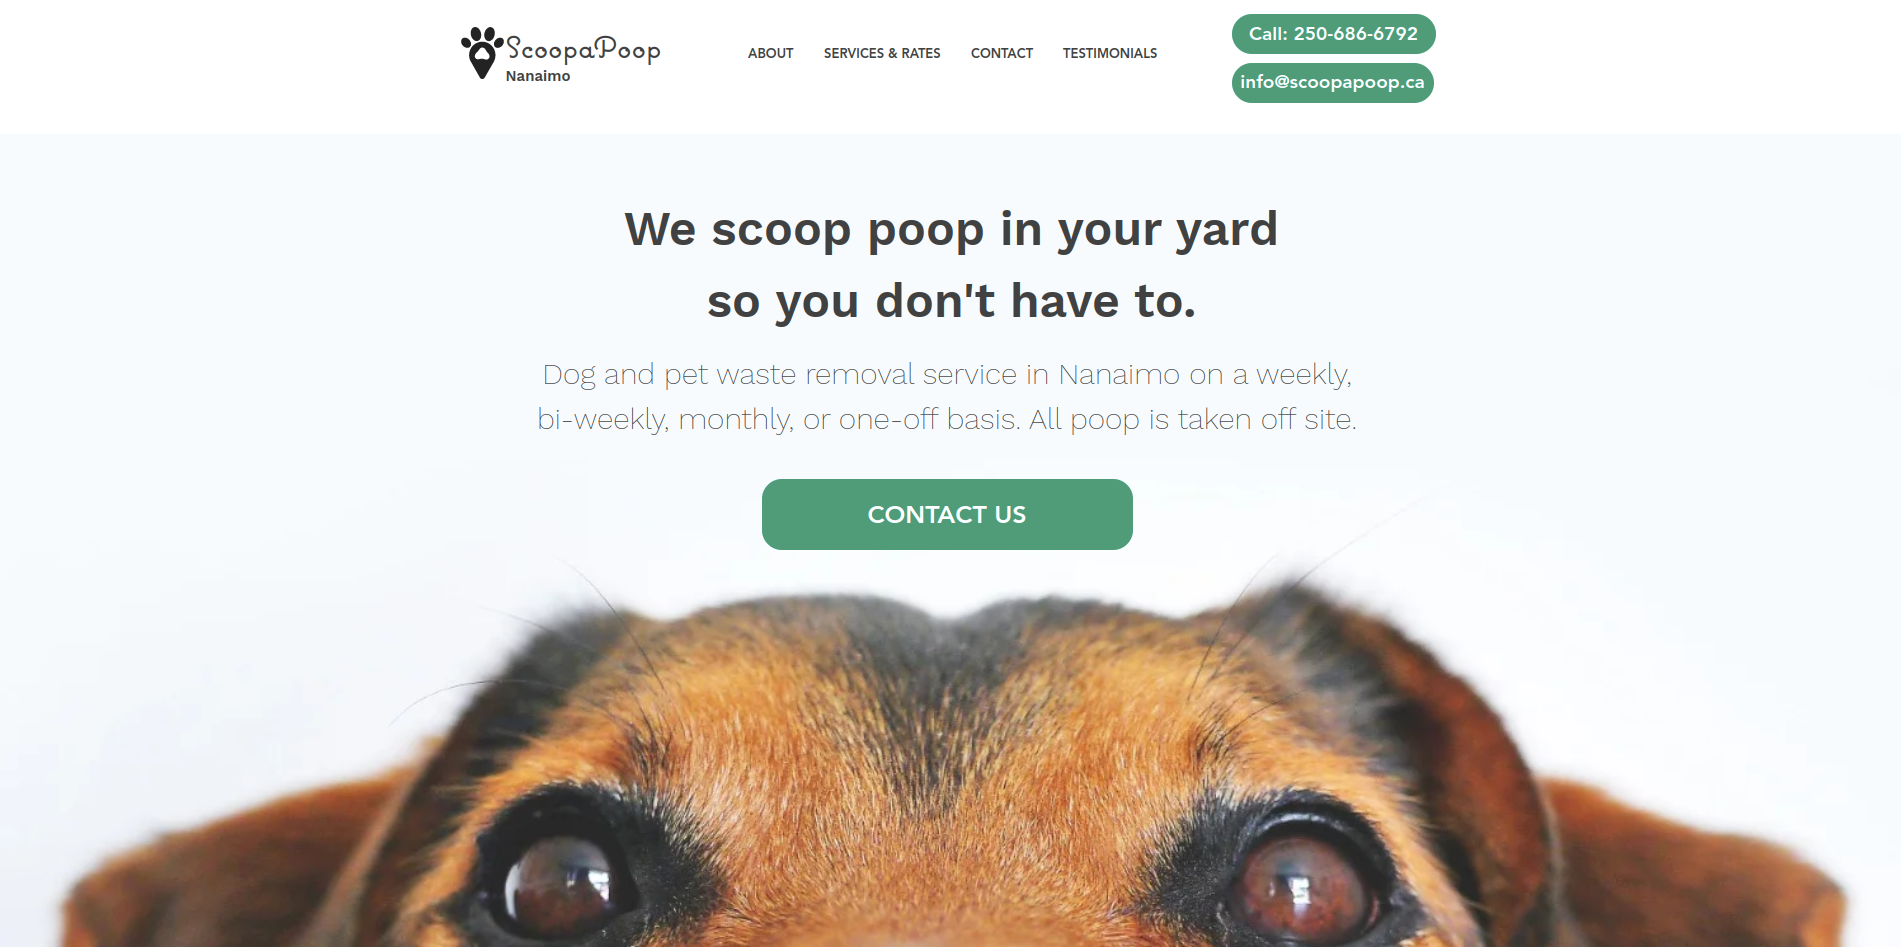 ScoopaPoop
Nanaimo
ABOUT
SERVICES & RATES
CONTACT
TESTIMONIALS
Call: 250-686-6792
info@scoopapoop.ca
We scoop poop in your yard
so you don't have to.
Dog and pet waste removal service in Nanaimo on a weekly,
bi-weekly, monthly, or one-off basis. All poop is taken off site.
CONTACT US